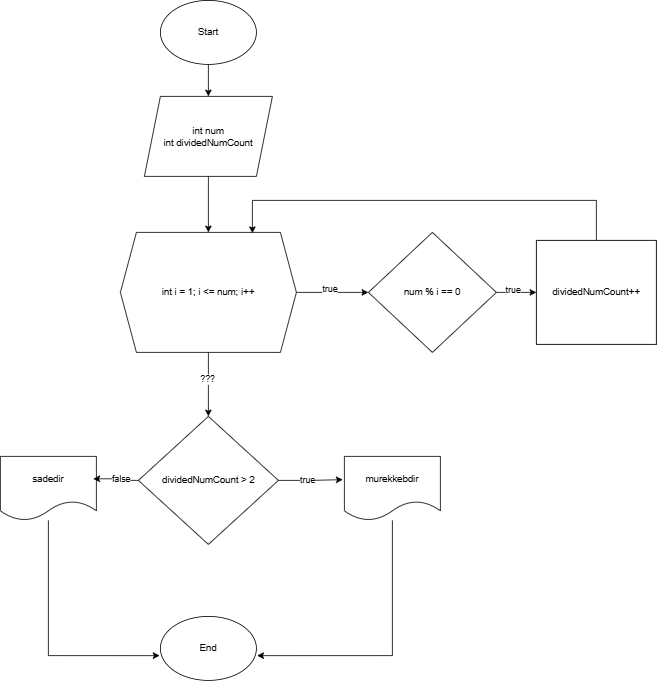 Start
int num
int dividedNumCount
int i = 1; i <= num; i++
true
num % i == 0
true
dividedNumCount++
???
sadedir
false
dividedNumCount > 2
true
murekkebdir
End